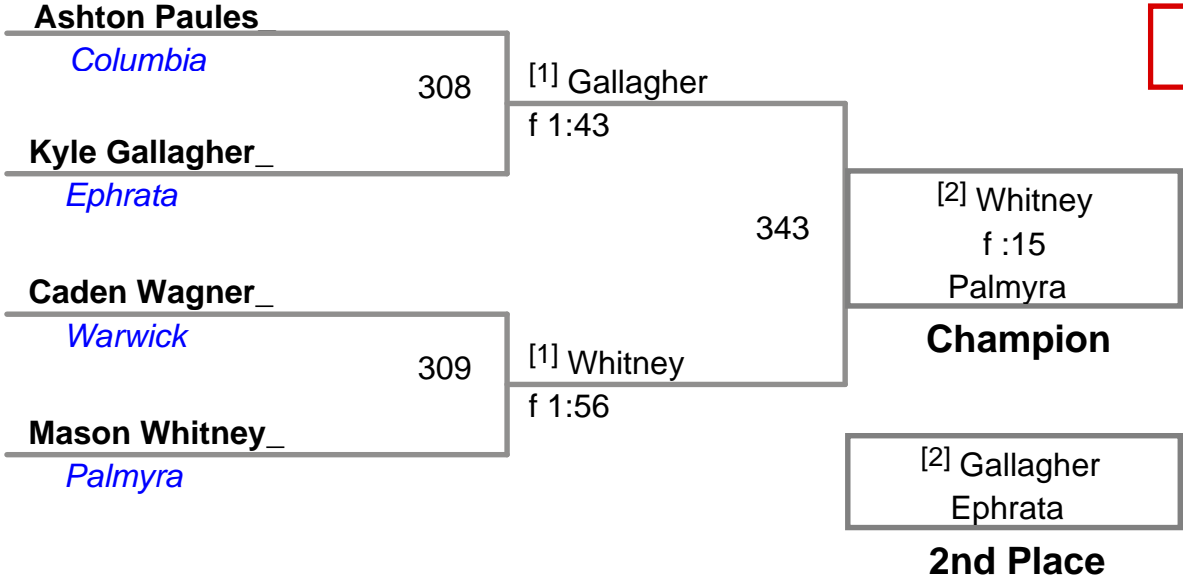 Ashton Paules_
Columbia
308
[1] Gallagher
f 1:43
Kyle Gallagher_
Ephrata
343
[2] Whitney
f :15
Palmyra
Champion
Caden Wagner_
Warwick
309
[1] Whitney
f 1:56
Mason Whitney_
Palmyra
[2] Gallagher
Ephrata
2nd Place